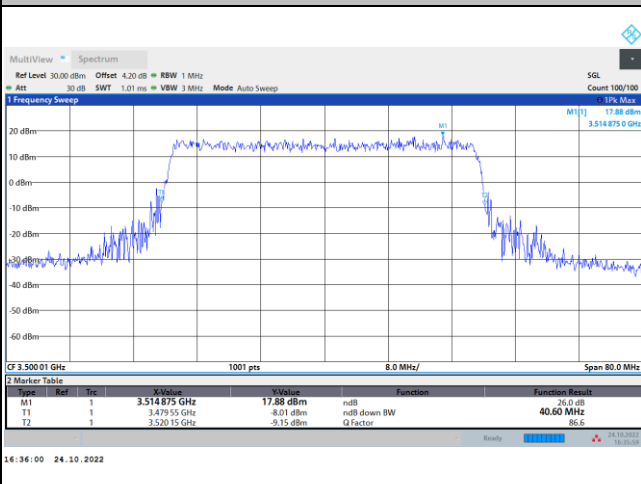 MultiView Spectrum
Ref Level 30.00 dBm Offset 4.20 dB RBW 1 MHz SGL
Att 30 dB SWT 1.01 ms VBW 3 MHz Mode Auto Sweep Count 100/100
1 Frequency Sweep 1Pk Max
M1[1] 17.88 dBm
3.514 875 0 GHz
M1
20 dBm
10 dBm
0 dBm
T1
T2
-10 dBm
-20 dBm
-30 dBm
-40 dBm
-50 dBm
-60 dBm
CF 3.500 01 GHz 1001 pts 8.0 MHz/ Span 80.0 MHz
2 Marker Table
Type Ref Trc X-Value Y-Value Function Function Result
M1 1 3.514 875 GHz 17.88 dBm ndB 26.0 dB
T1 1 3.479 55 GHz -8.01 dBm ndB down BW 40.60 MHz
T2 1 3.520 15 GHz -9.15 dBm Q Factor 86.6
Ready 24.10.2022
16:35:59
16:36:00 24.10.2022